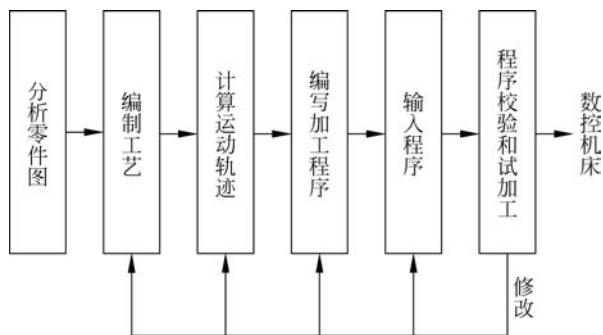 分析零件图
编制工艺
计算运动轨迹
编写加工程序
输入程序
程序校验和试加工
数控机床
修改